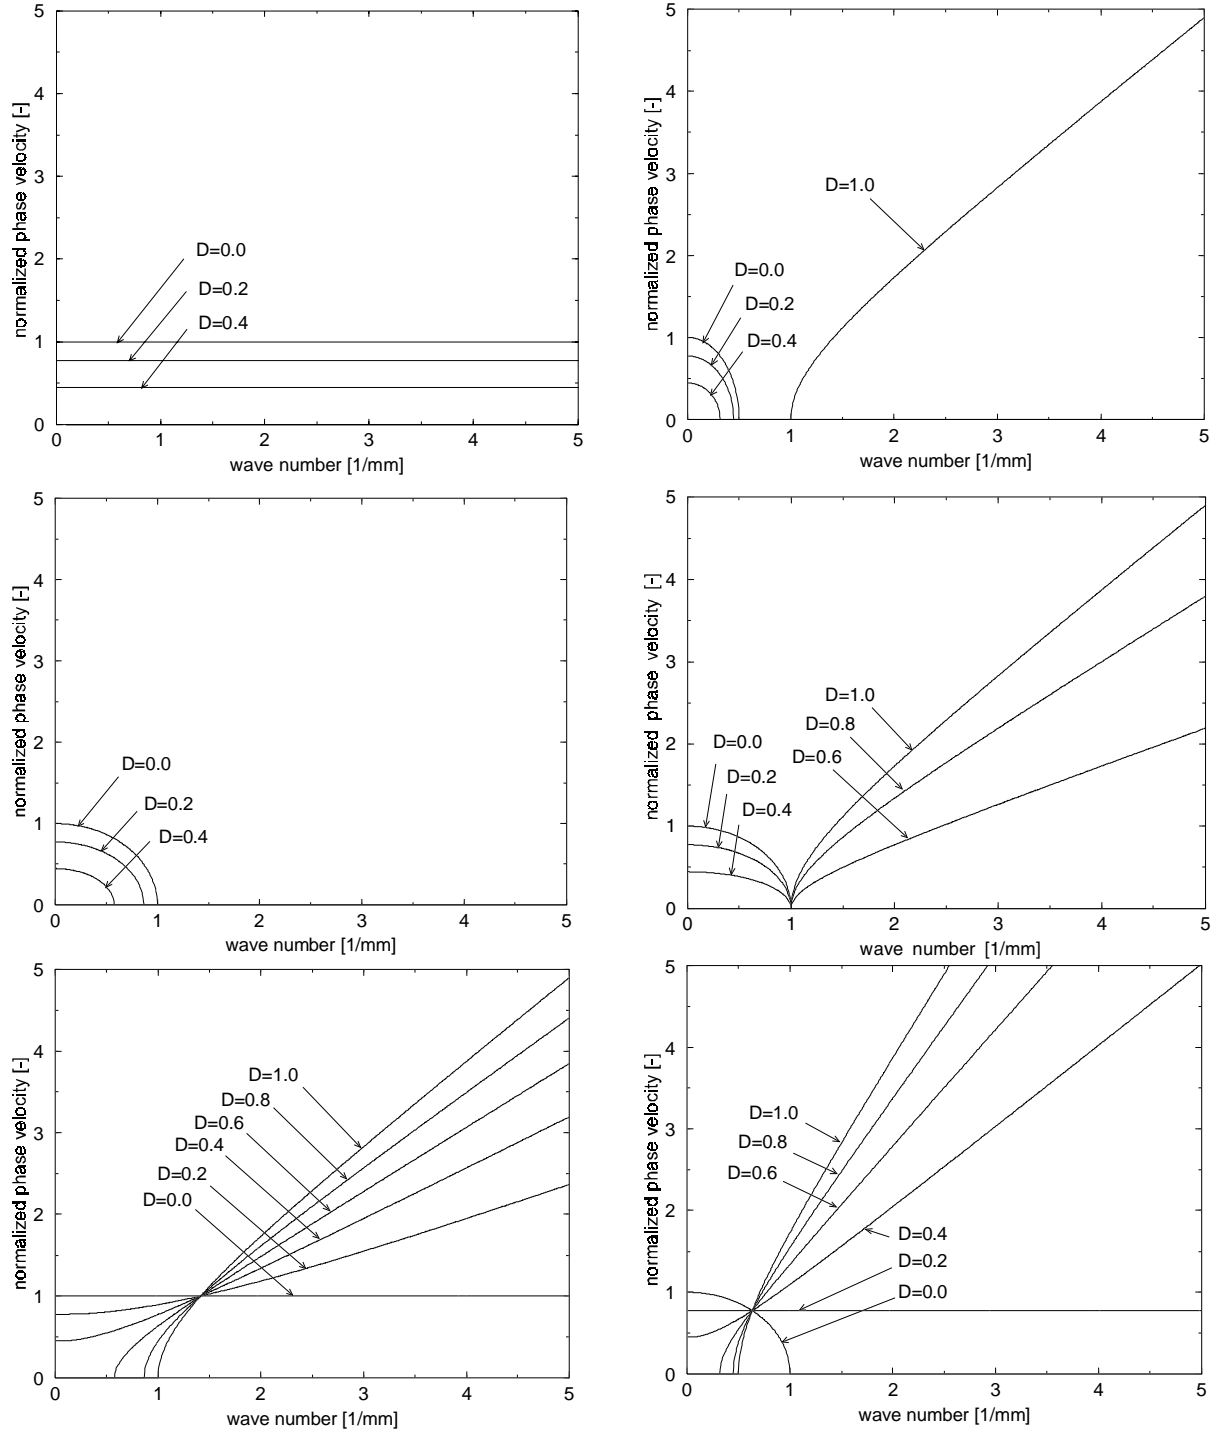 5
4
3
2
1
0
normalized phase velocity [-]
D=0.0
D=0.2
D=0.4
0 1 2 3 4 5
wave number [1/mm]
5
4
3
2
1
0
normalized phase velocity [-]
D=1.0
D=0.0
D=0.2
D=0.4
0 1 2 3 4 5
wave number [1/mm]
5
4
3
2
1
0
normalized phase velocity [-]
D=0.0
D=0.2
D=0.4
0 1 2 3 4 5
wave number [1/mm]
5
4
3
2
1
0
normalized phase velocity [-]
D=1.0
D=0.8
D=0.0
D=0.6
D=0.2
D=0.4
0 1 2 3 4 5
wave number [1/mm]
5
4
3
2
1
0
normalized phase velocity [-]
D=1.0
D=0.8
D=0.6
D=0.4
D=0.2
D=0.0
0 1 2 3 4 5
wave number [1/mm]
5
4
3
2
1
0
normalized phase velocity [-]
D=1.0
D=0.8
D=0.6
D=0.4
D=0.2
D=0.0
0 1 2 3 4 5
wave number [1/mm]